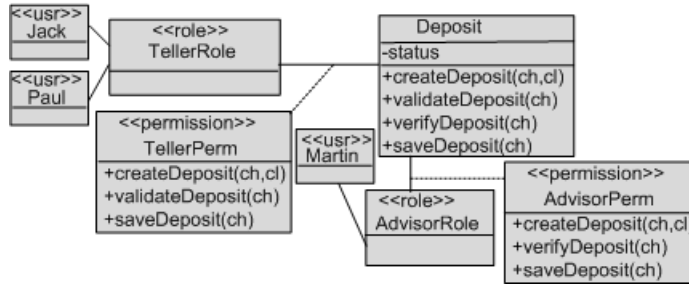 <<usr>>
Jack
<<usr>>
Paul
<<role>>
TellerRole
Deposit
-status
+createDeposit(ch,cl)
+validateDeposit(ch)
+verifyDeposit(ch)
+saveDeposit(ch)
<<permission>>
TellerPerm
+createDeposit(ch,cl)
+validateDeposit(ch)
+saveDeposit(ch)
<<usr>>
Martin
<<role>>
AdvisorRole
<<permission>>
AdvisorPerm
+createDeposit(ch,cl
+verifyDeposit(ch)
+saveDeposit(ch)